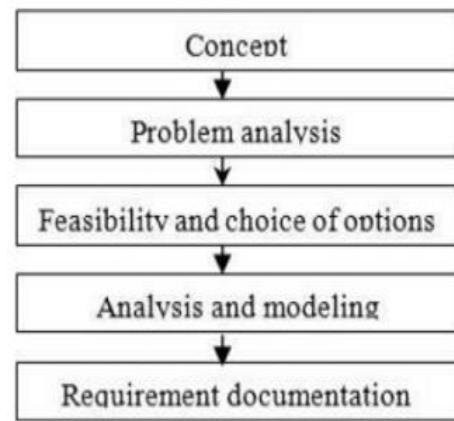 Concept
Problem analysis
Feasibility and choice of options
Analysis and modeling
Requirement documentation